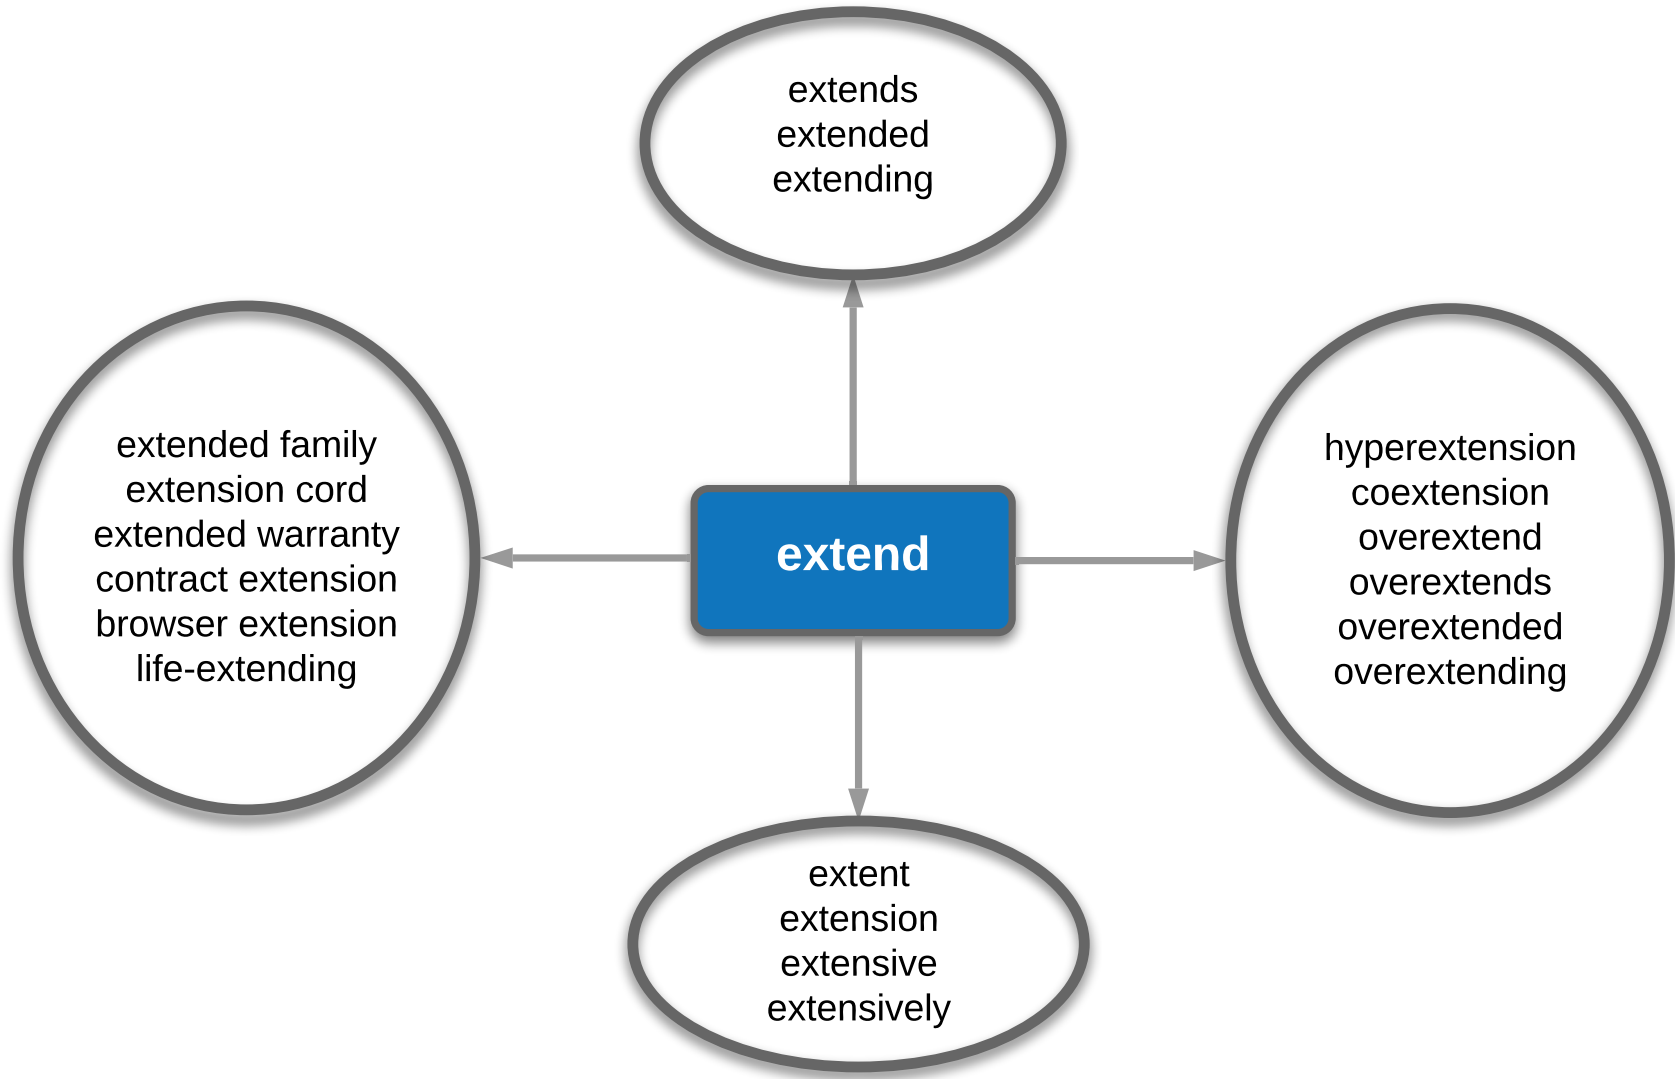 extends
extended
extending
extended family
extension cord
extended warranty
contract extension
browser extension
life-extending
extend
hyperextension
coextension
overextend
overextends
overextended
overextending
extent
extension
extensive
extensively